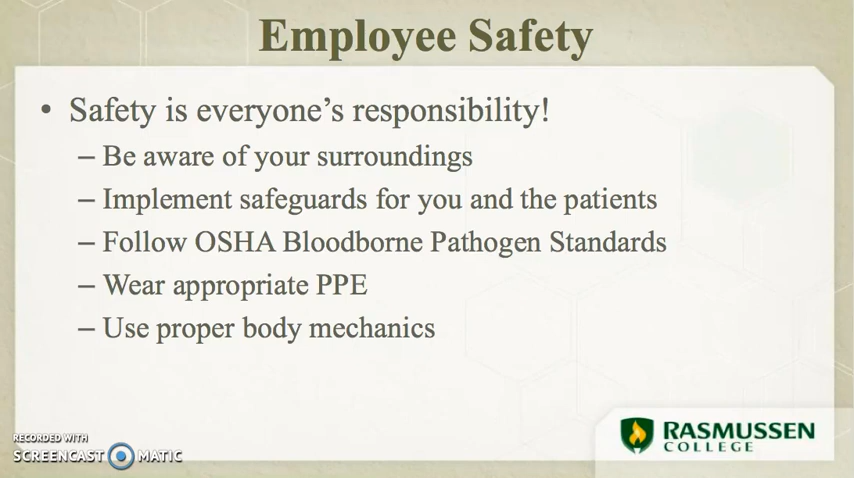 Employee Safety
• Safety is everyone's responsibility!
– Be aware of your surroundings
– Implement safeguards for you and the patients
– Follow OSHA Bloodborne Pathogen Standards
– Wear appropriate PPE
– Use proper body mechanics
RECORDED WITH
SCREENCAST MATIC
RASMUSSEN
COLLEGE